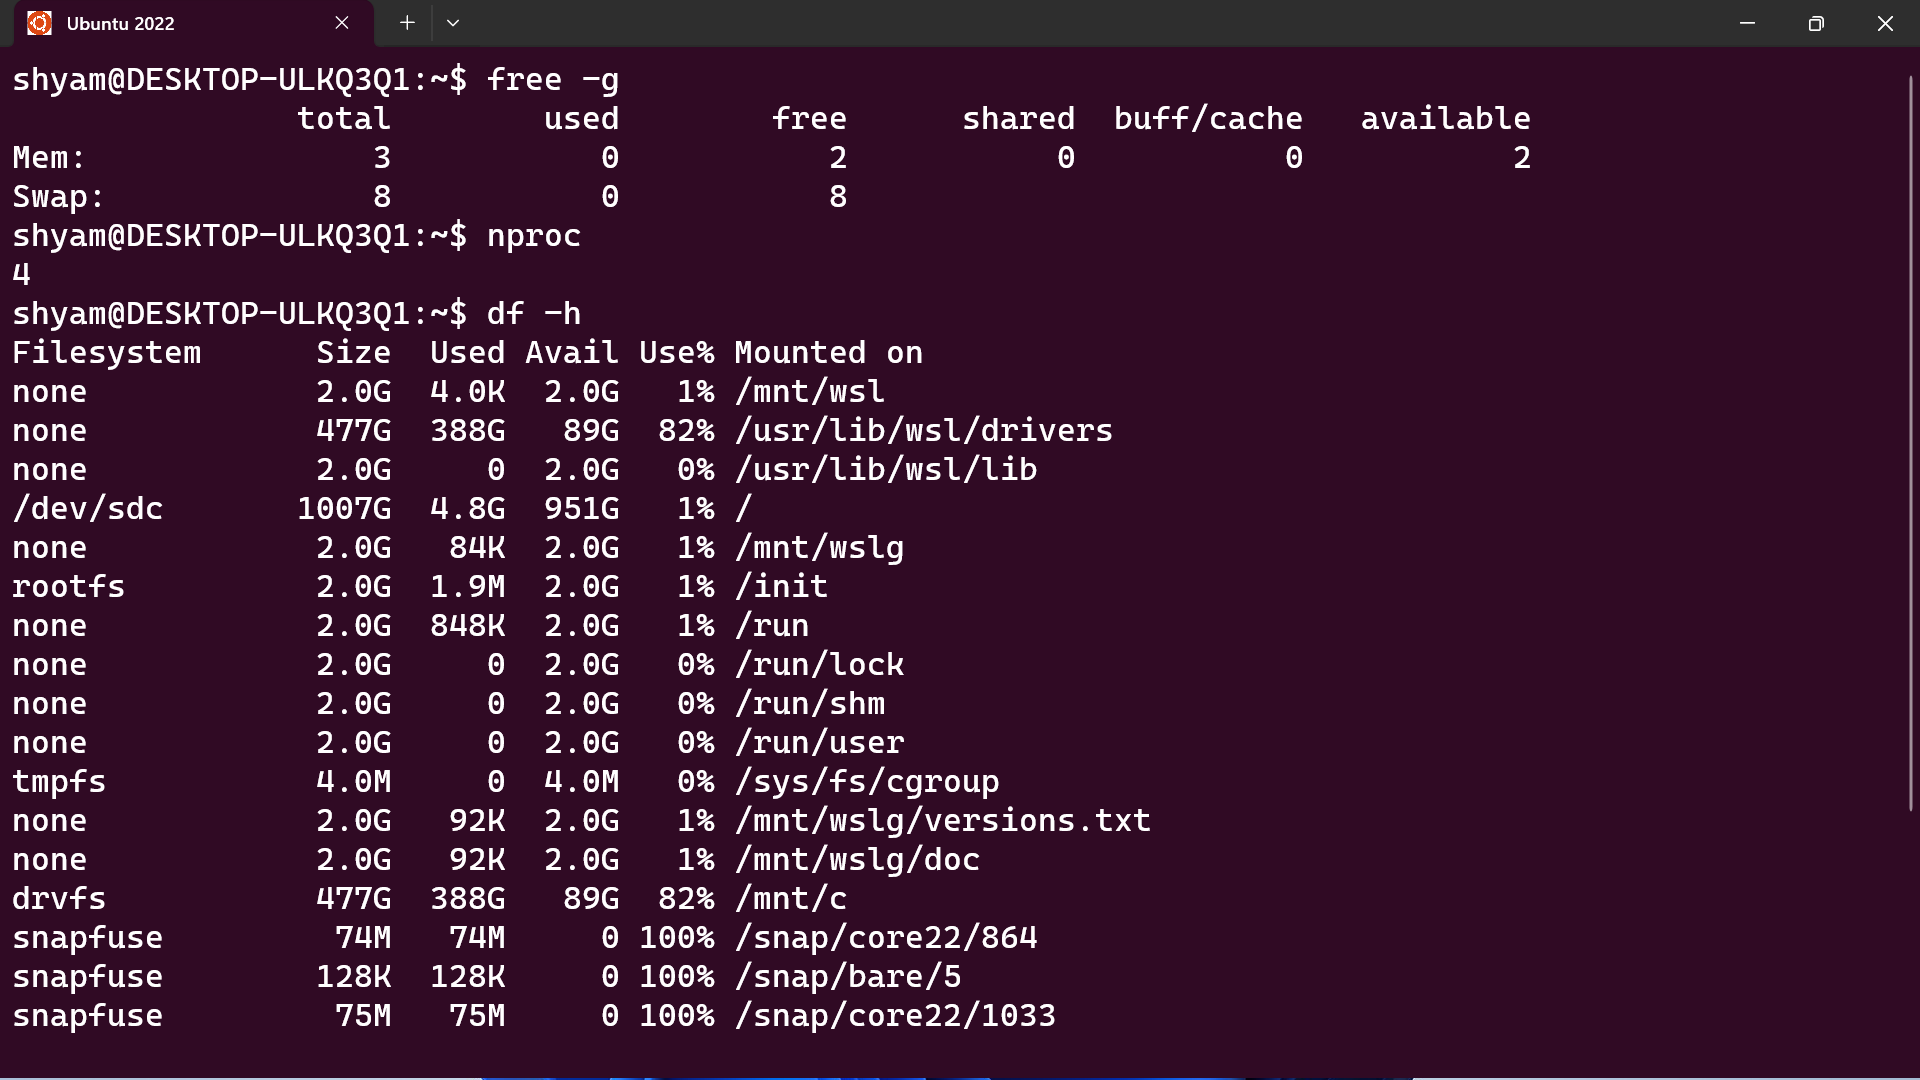 Ubuntu 2022
shyam@DESKTOP-ULKQ3Q1:~$ free -g
               total        used        free      shared  buff/cache   available
Mem:               3           0           2           0           0           2
Swap:              8           0           8
shyam@DESKTOP-ULKQ3Q1:~$ nproc
4
shyam@DESKTOP-ULKQ3Q1:~$ df -h
Filesystem      Size  Used Avail Use% Mounted on
none            2.0G  4.0K  2.0G   1% /mnt/wsl
none            477G  388G   89G  82% /usr/lib/wsl/drivers
none            2.0G     0  2.0G   0% /usr/lib/wsl/lib
/dev/sdc       1007G  4.8G  951G   1% /
none            2.0G   84K  2.0G   1% /mnt/wslg
rootfs          2.0G  1.9M  2.0G   1% /init
none            2.0G  848K  2.0G   1% /run
none            2.0G     0  2.0G   0% /run/lock
none            2.0G     0  2.0G   0% /run/shm
none            2.0G     0  2.0G   0% /run/user
tmpfs           4.0M     0  4.0M   0% /sys/fs/cgroup
none            2.0G   92K  2.0G   1% /mnt/wslg/versions.txt
none            2.0G   92K  2.0G   1% /mnt/wslg/doc
drvfs           477G  388G   89G  82% /mnt/c
snapfuse         74M   74M     0 100% /snap/core22/864
snapfuse        128K  128K     0 100% /snap/bare/5
snapfuse         75M   75M     0 100% /snap/core22/1033